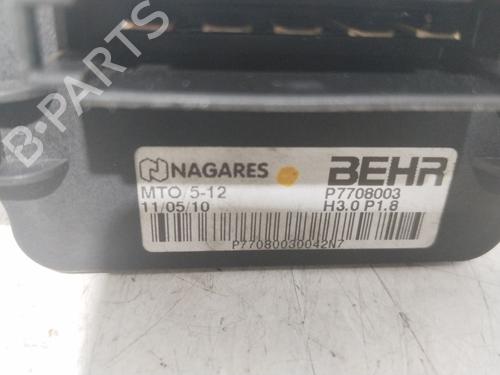 B-PARTS
NAGARES BEHR
MTO/5-12 P7708003
11/05/10 H3.0 P1.8
P77080030042N7